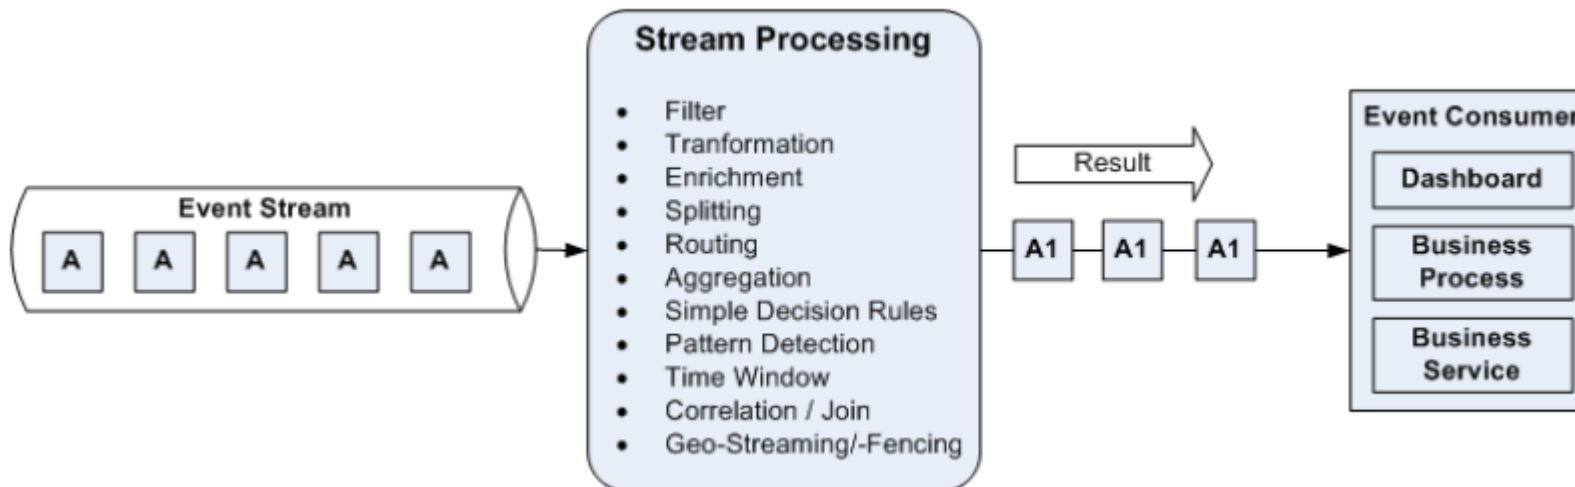 Event Stream
A A A A A
Stream Processing
• Filter
• Tranformation
• Enrichment
• Splitting
• Routing
• Aggregation
• Simple Decision Rules
• Pattern Detection
• Time Window
• Correlation / Join
• Geo-Streaming/-Fencing
Result
A1 A1 A1
Event Consumer
Dashboard
Business
Process
Business
Service